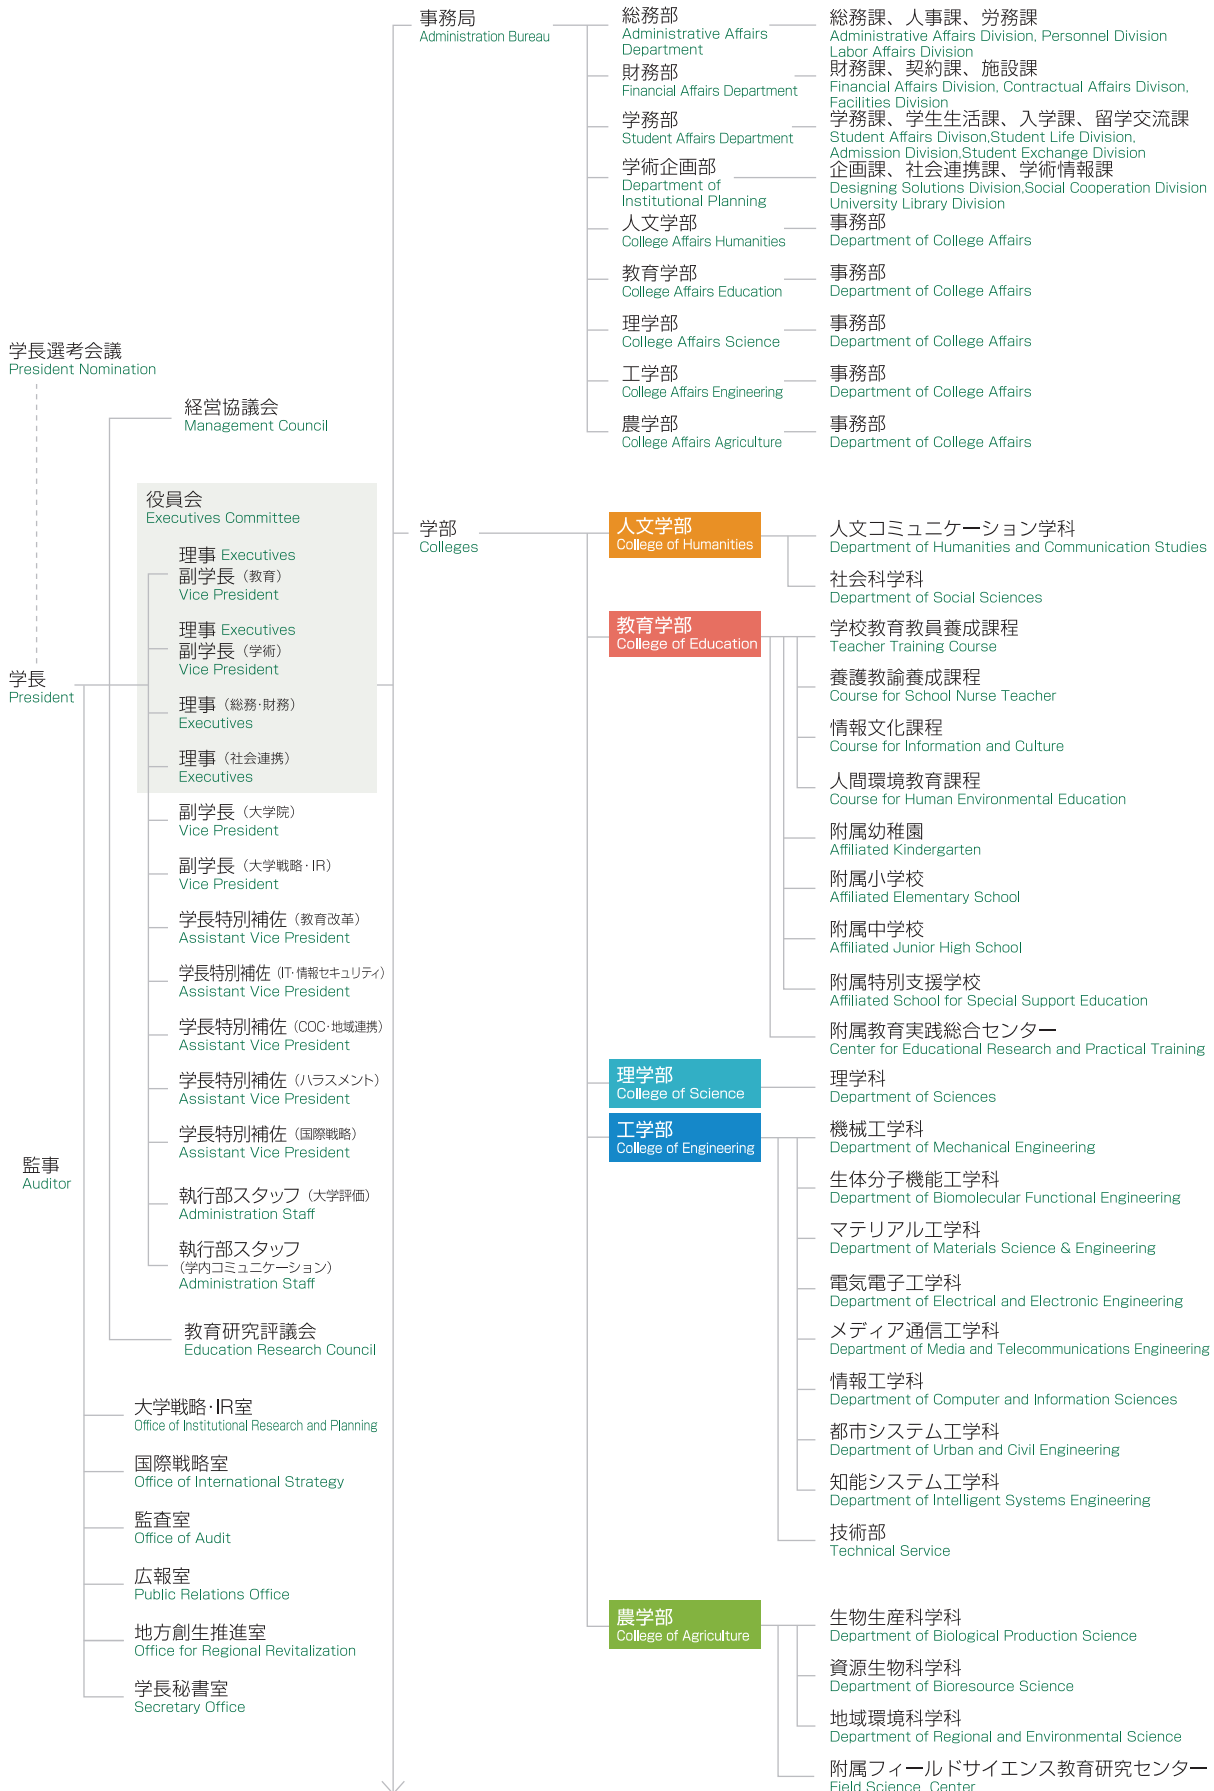 学長選考会議
President Nomination
学長
President
監事
Auditor
経営協議会
Management Council
役員会
Executives Committee
理事 Executives
副学長（教育）
Vice President
理事 Executives
副学長（学術）
Vice President
理事（総務・財務）
Executives
理事（社会連携）
Executives
副学長（大学院）
Vice President
副学長（大学戦略・IR）
Vice President
学長特別補佐（教育改革）
Assistant Vice President
学長特別補佐（IT・情報セキュリティ）
Assistant Vice President
学長特別補佐（COC・地域連携）
Assistant Vice President
学長特別補佐（ハラスメント）
Assistant Vice President
学長特別補佐（国際戦略）
Assistant Vice President
執行部スタッフ（大学評価）
Administration Staff
執行部スタッフ
（学内コミュニケーション）
Administration Staff
教育研究評議会
Education Research Council
大学戦略・IR室
Office of Institutional Research and Planning
国際戦略室
Office of International Strategy
監査室
Office of Audit
広報室
Public Relations Office
地方創生推進室
Office for Regional Revitalization
学長秘書室
Secretary Office
事務局
Administration Bureau
総務部
Administrative Affairs
Department
総務課、人事課、労務課
Administrative Affairs Division, Personnel Division
Labor Affairs Division
財務部
Financial Affairs Department
財務課、契約課、施設課
Financial Affairs Division, Contractual Affairs Divison,
Facilities Division
学務部
Student Affairs Department
学務課、学生生活課、入学課、留学交流課
Student Affairs Divison,Student Life Division,
Admission Division,Student Exchange Division
学術企画部
Department of
Institutional Planning
企画課、社会連携課、学術情報課
Designing Solutions Division,Social Cooperation Division
University Library Division
人文学部
College Affairs Humanities
事務部
Department of College Affairs
教育学部
College Affairs Education
事務部
Department of College Affairs
理学部
College Affairs Science
事務部
Department of College Affairs
工学部
College Affairs Engineering
事務部
Department of College Affairs
農学部
College Affairs Agriculture
事務部
Department of College Affairs
学部
Colleges
人文学部
College of Humanities
人文コミュニケーション学科
Department of Humanities and Communication Studies
社会科学科
Department of Social Sciences
教育学部
College of Education
学校教育教員養成課程
Teacher Training Course
養護教諭養成課程
Course for School Nurse Teacher
情報文化課程
Course for Information and Culture
人間環境教育課程
Course for Human Environmental Education
附属幼稚園
Affiliated Kindergarten
附属小学校
Affiliated Elementary School
附属中学校
Affiliated Junior High School
附属特別支援学校
Affiliated School for Special Support Education
附属教育実践総合センター
Center for Educational Research and Practical Training
理学部
College of Science
理学科
Department of Sciences
工学部
College of Engineering
機械工学科
Department of Mechanical Engineering
生体分子機能工学科
Department of Biomolecular Functional Engineering
マテリアル工学科
Department of Materials Science & Engineering
電気電子工学科
Department of Electrical and Electronic Engineering
メディア通信工学科
Department of Media and Telecommunications Engineering
情報工学科
Department of Computer and Information Sciences
都市システム工学科
Department of Urban and Civil Engineering
知能システム工学科
Department of Intelligent Systems Engineering
技術部
Technical Service
農学部
College of Agriculture
生物生産科学科
Department of Biological Production Science
資源生物科学科
Department of Bioresource Science
地域環境科学科
Department of Regional and Environmental Science
附属フィールドサイエンス教育研究センター
Field Science Center